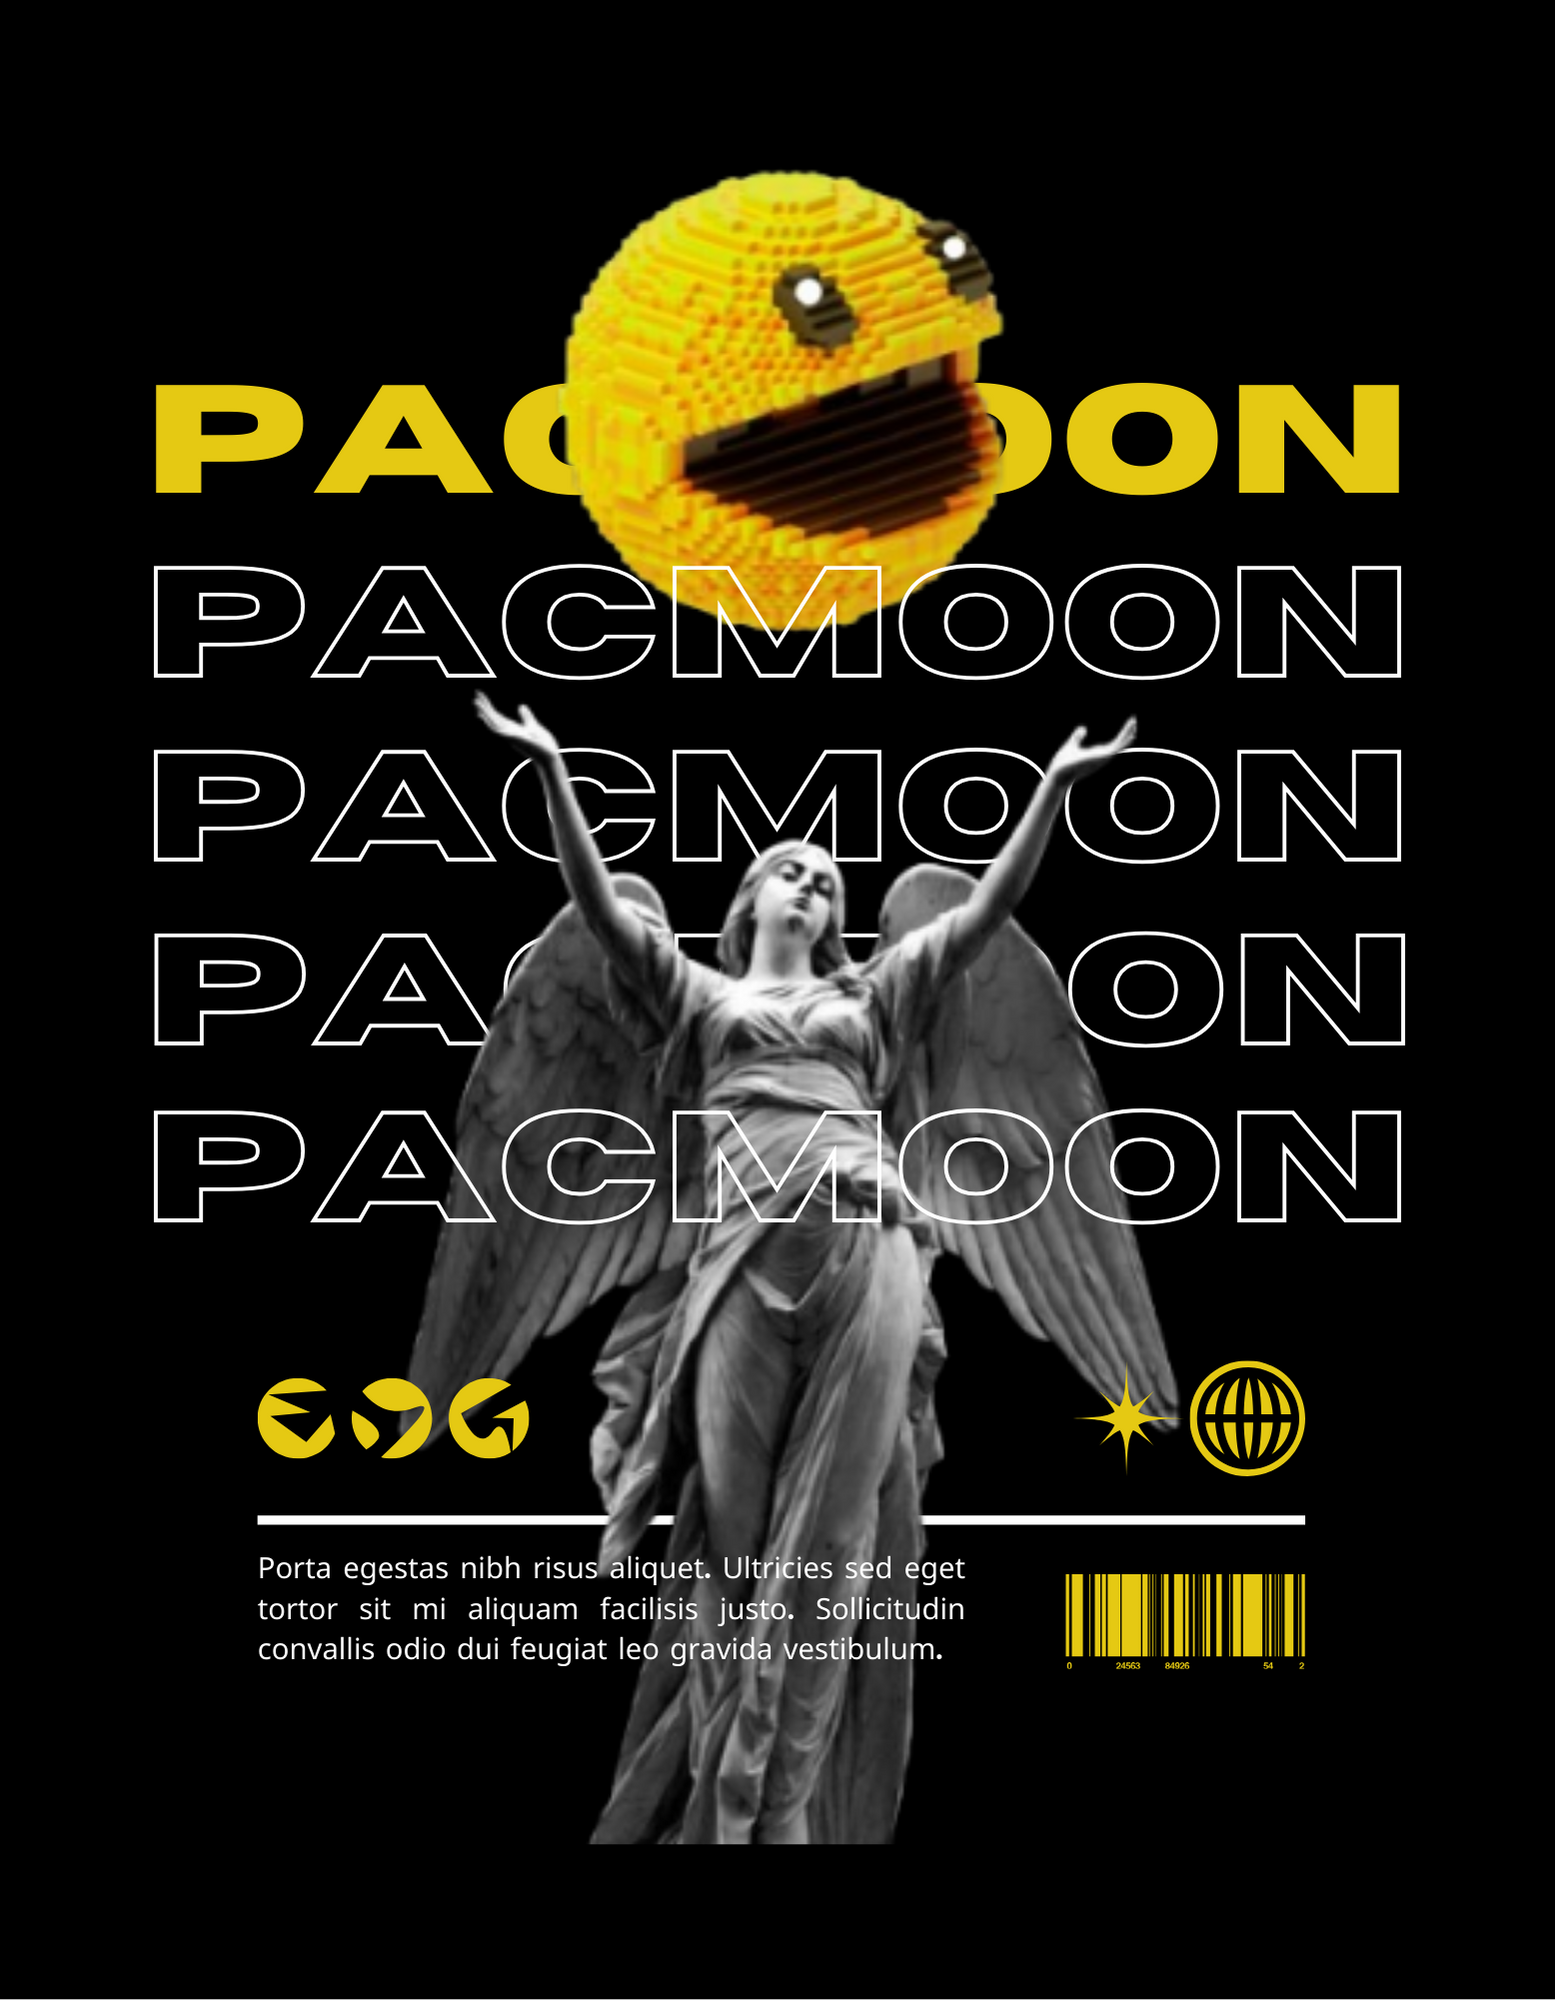 PACMOON
PACMOON
PACMOON
PACMOON
PACMOON
Porta egestas nibh risus aliquet. Ultricies sed eget
tortor sit mi aliquam facilisis justo. Sollicitudin
convallis odio dui feugiat leo gravida vestibulum.
0 24563 84926 54 2